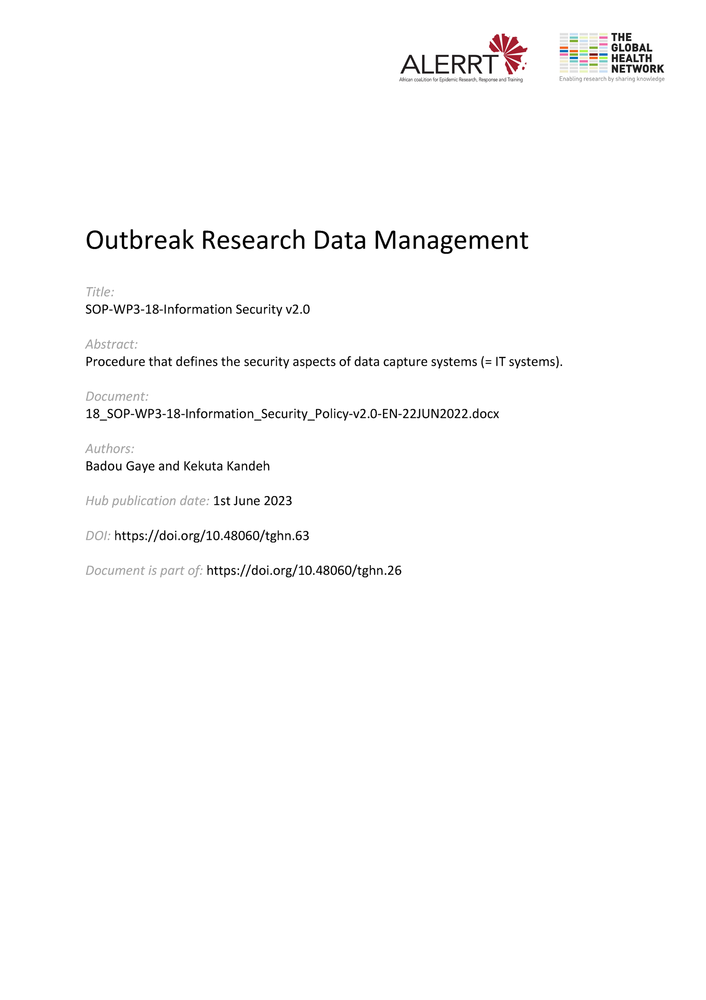 ALERRT
African coaLition for Epidemic Research, Response and Training
THE
GLOBAL
HEALTH
NETWORK
Enabling research by sharing knowledge
Outbreak Research Data Management
Title:
SOP-WP3-18-Information Security v2.0
Abstract:
Procedure that defines the security aspects of data capture systems (= IT systems).
Document:
18_SOP-WP3-18-Information_Security_Policy-v2.0-EN-22JUN2022.docx
Authors:
Badou Gaye and Kekuta Kandeh
Hub publication date: 1st June 2023
DOI: https://doi.org/10.48060/tghn.63
Document is part of: https://doi.org/10.48060/tghn.26